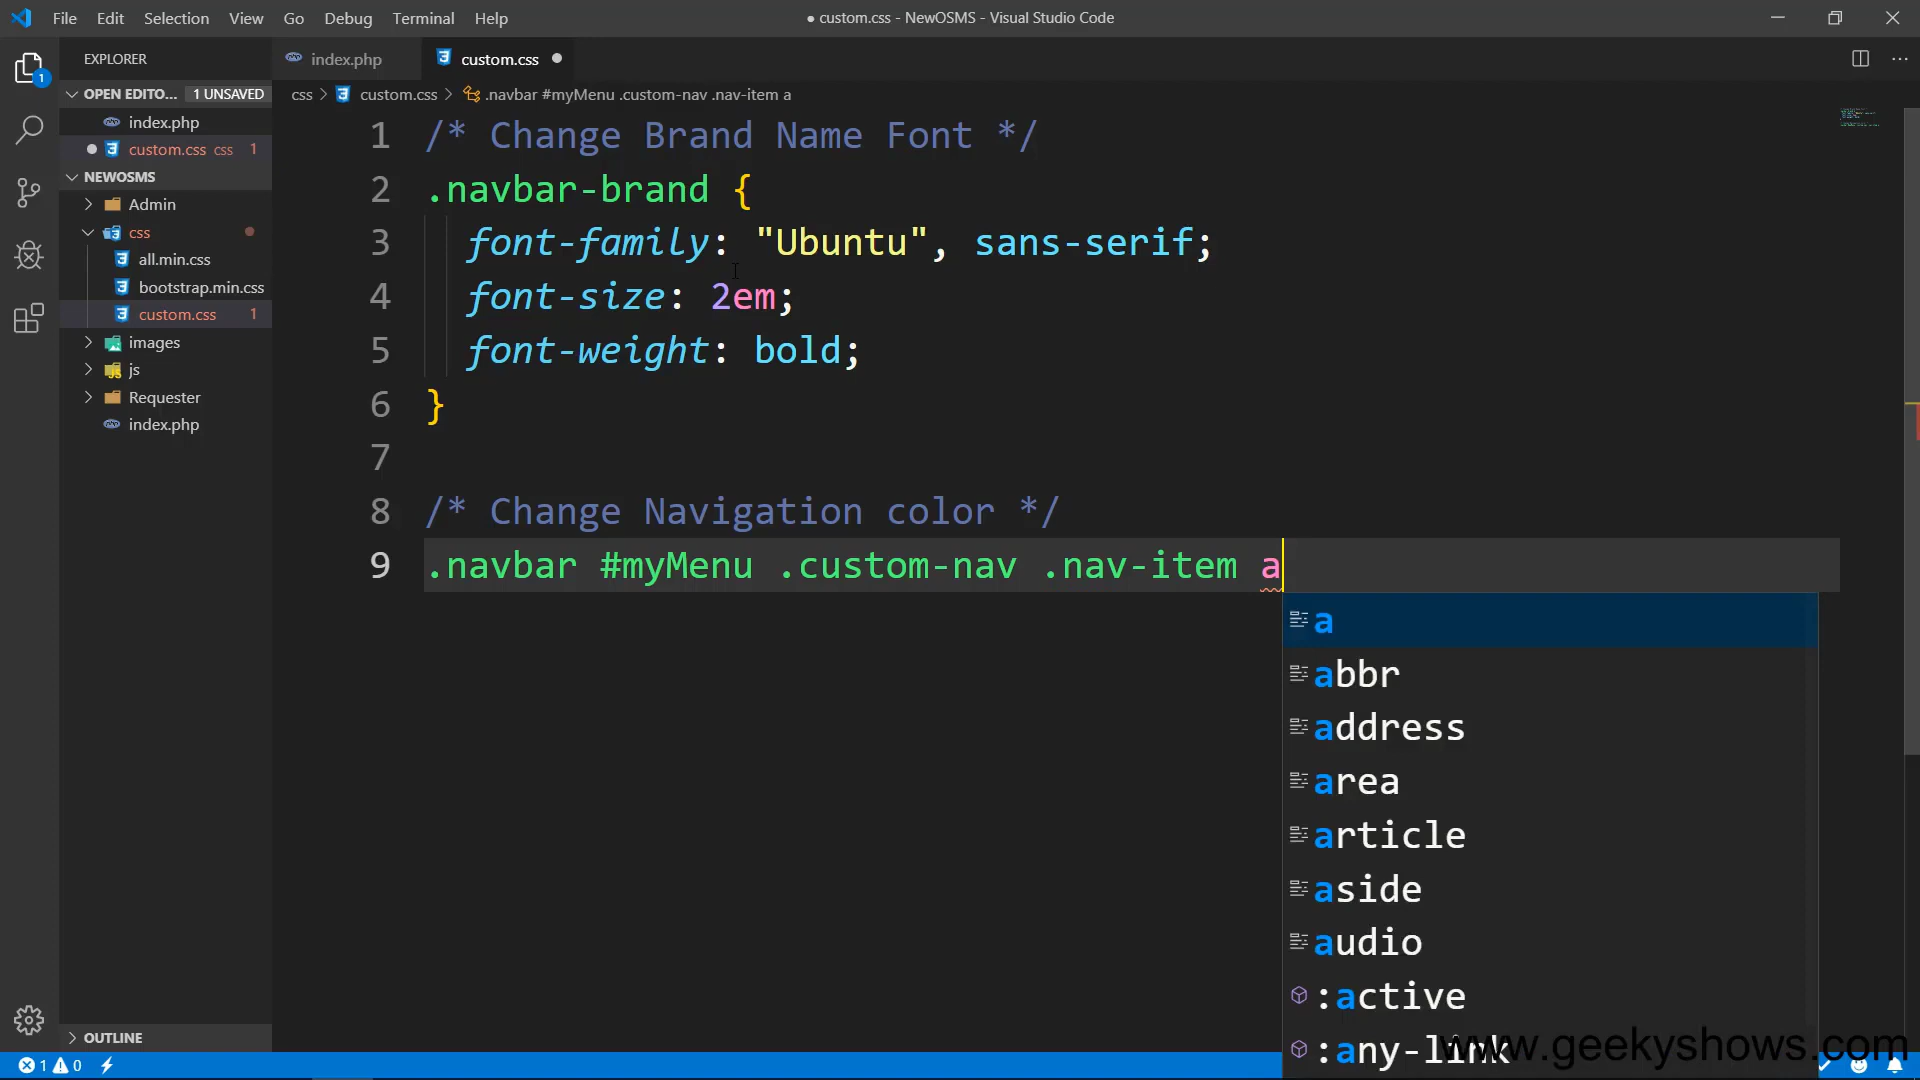 File Edit Selection View Go Debug Terminal Help
● custom.css - NewOSMS - Visual Studio Code
EXPLORER
index.php
custom.css
OPEN EDITO... 1 UNSAVED
css > custom.css > .navbar #myMenu .custom-nav .nav-item a
index.php
custom.css css 1
NEWOSMS
Admin
css
all.min.css
bootstrap.min.css
custom.css 1
images
js
Requester
index.php
OUTLINE
1 /* Change Brand Name Font */
2 .navbar-brand {
3 font-family: "Ubuntu", sans-serif;
4 font-size: 2em;
5 font-weight: bold;
6 }
7
8 /* Change Navigation color */
9 .navbar #myMenu .custom-nav .nav-item a
a
abbr
address
area
article
aside
audio
:active
:any-link
www.geekyshows.com
1 0